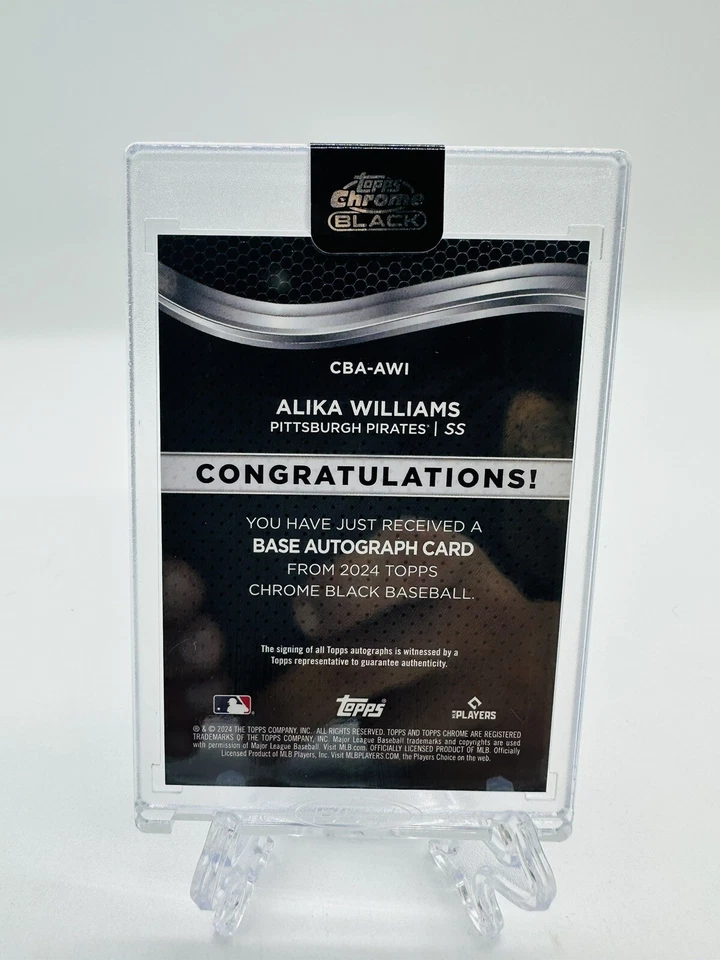 Topps
Chrome
BLACK
CBA-AWI
ALIKA WILLIAMS
PITTSBURGH PIRATES® | SS
CONGRATULATIONS!
YOU HAVE JUST RECEIVED A
BASE AUTOGRAPH CARD
FROM 2024 TOPPS
CHROME BLACK BASEBALL.
The signing of all Topps autographs is witnessed by a
Topps representative to guarantee authenticity.
Topps
MLB PLAYERS
® & © 2024 THE TOPPS COMPANY, INC. ALL RIGHTS RESERVED. TOPPS AND TOPPS CHROME ARE REGISTERED
TRADEMARKS OF THE TOPPS COMPANY, INC. Major League Baseball trademarks and copyrights are used
with permission of Major League Baseball. Visit MLB.com. OFFICIALLY LICENSED PRODUCT OF MLB. Officially
Licensed Product of MLB Players, Inc. Visit MLBPLAYERS.COM, the Players Choice on the web.